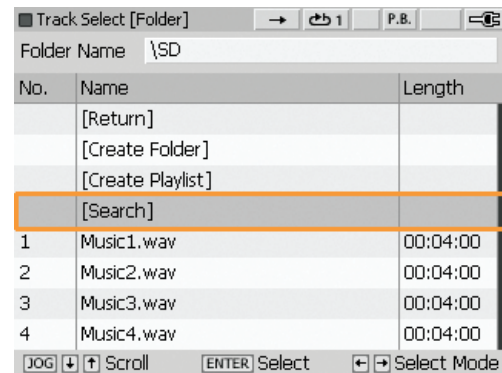 Track Select [Folder] → 1 P.B.
Folder Name \SD
No. Name Length
[Return]
[Create Folder]
[Create Playlist]
[Search]
1 Music1.wav 00:04:00
2 Music2.wav 00:04:00
3 Music3.wav 00:04:00
4 Music4.wav 00:04:00
JOG ↓ ↑ Scroll ENTER Select ← → Select Mode